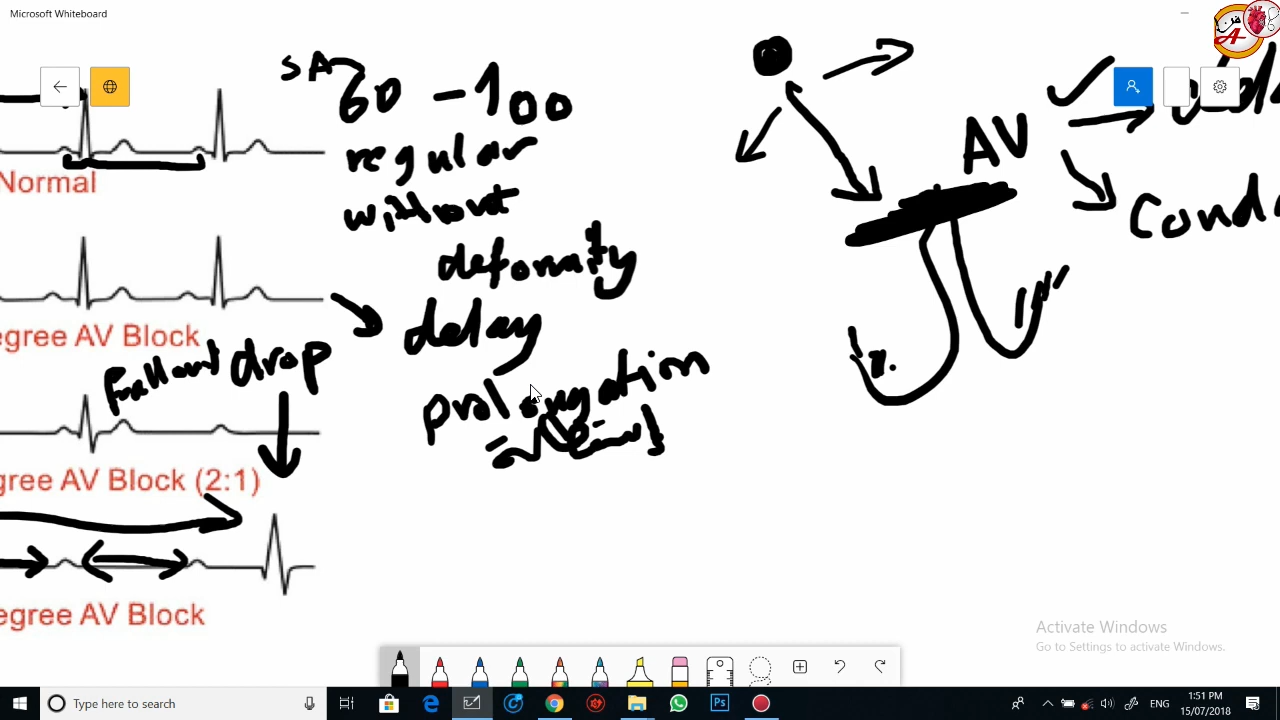 Microsoft Whiteboard
SA
60 - 100
regular
without
deformity
Normal
AV
Cond
egree AV Block
delay
drop
prolongation
gree AV Block (2:1)
egree AV Block
Activate Windows
Go to Settings to activate Windows.
Type here to search
ENG
1:51 PM
15/07/2018